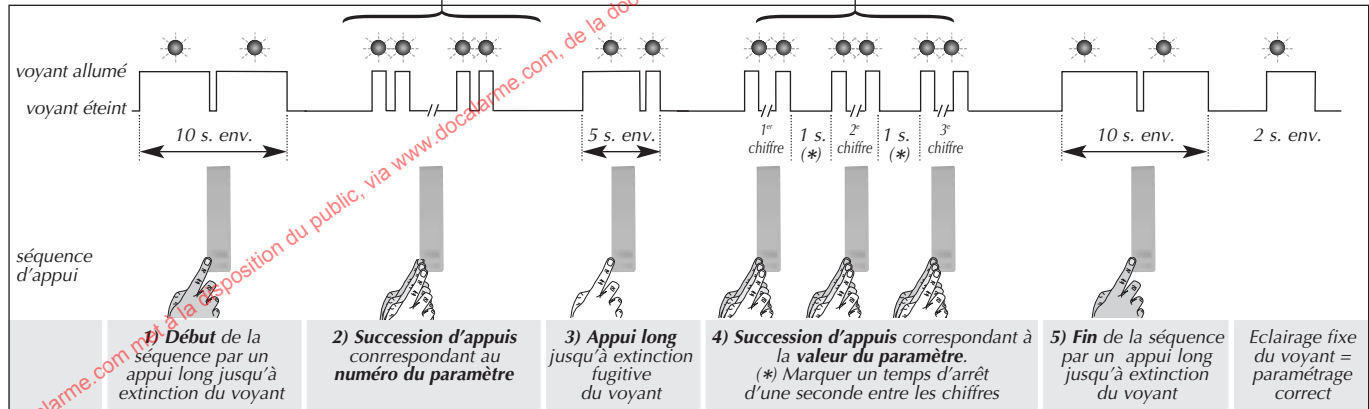 voyant allumé
voyant éteint
10 s. env.
5 s. env.
1er chiffre
1 s. (*)
2e chiffre
1 s. (*)
3e chiffre
10 s. env.
2 s. env.
séquence
d'appui
1) Début de la
séquence par un
appui long jusqu'à
extinction du voyant
2) Succession d'appuis
conrrespondant au
numéro du paramètre
3) Appui long
jusqu'à extinction
fugitive
du voyant
4) Succession d'appuis correspondant à
la valeur du paramètre.
(*) Marquer un temps d'arrêt
d'une seconde entre les chiffres
5) Fin de la séquence
par un appui long
jusqu'à extinction
du voyant
Eclairage fixe
du voyant =
paramétrage
correct
alarme.com met à la disposition du public, via www.docalarme.com, de la doc